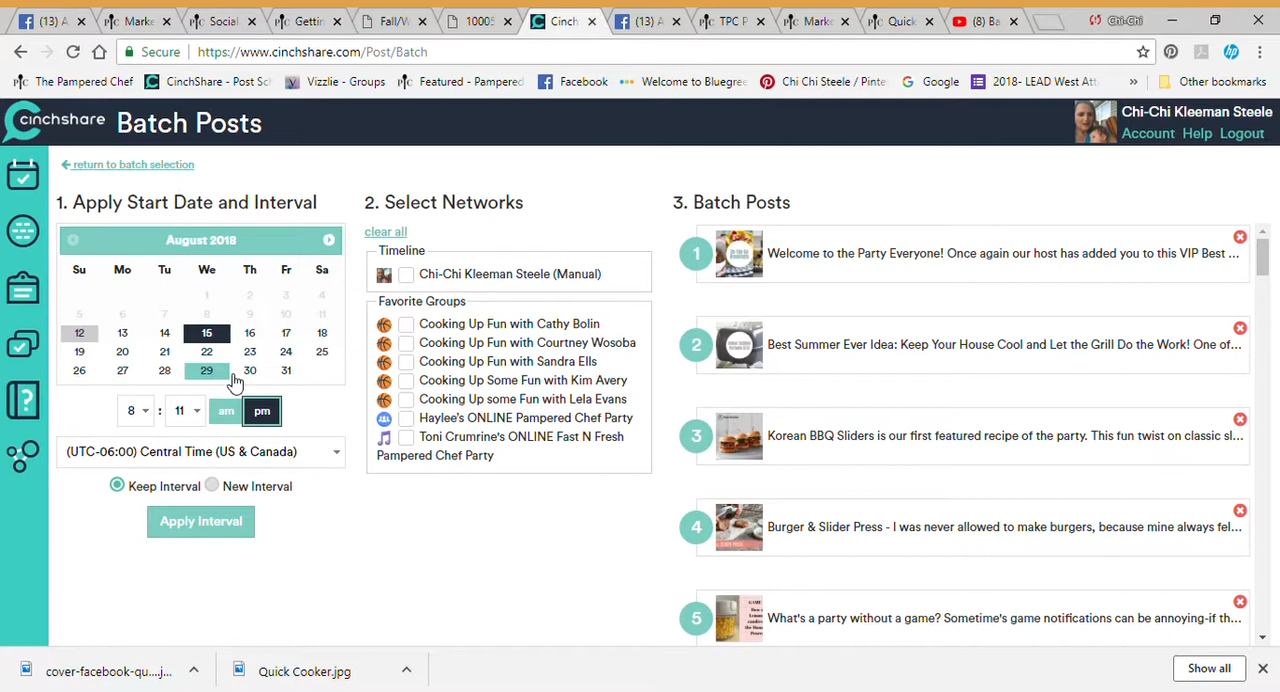 (13) A
Marke
Social
Gettin
Fall/W
10005
Cinch
(13) A
TPC P
Marke
Quick
(8) Ba
Chi-Chi
Secure https://www.cinchshare.com/Post/Batch
The Pampered Chef CinchShare - Post Sch Vizzlie - Groups Featured - Pampered Facebook Welcome to Bluegre Chi Chi Steele / Pinte Google 2018- LEAD West Att » Other bookmarks
cinchshare Batch Posts
Chi-Chi Kleeman Steele
Account Help Logout
return to batch selection
1. Apply Start Date and Interval
August 2018
Su Mo Tu We Th Fr Sa
1 2 3 4
5 6 7 8 9 10 11
12 13 14 15 16 17 18
19 20 21 22 23 24 25
26 27 28 29 30 31
8 : 11 am pm
(UTC-06:00) Central Time (US & Canada)
Keep Interval New Interval
Apply Interval
2. Select Networks
clear all
Timeline
Chi-Chi Kleeman Steele (Manual)
Favorite Groups
Cooking Up Fun with Cathy Bolin
Cooking Up Fun with Courtney Wosoba
Cooking Up Fun with Sandra Ells
Cooking Up Some Fun with Kim Avery
Cooking Up some Fun with Lela Evans
Haylee's ONLINE Pampered Chef Party
Toni Crumrine's ONLINE Fast N Fresh
Pampered Chef Party
3. Batch Posts
1 Welcome to the Party Everyone! Once again our host has added you to this VIP Best ...
2 Best Summer Ever Idea: Keep Your House Cool and Let the Grill Do the Work! One of...
3 Korean BBQ Sliders is our first featured recipe of the party. This fun twist on classic sl...
4 Burger & Slider Press - I was never allowed to make burgers, because mine always fel...
5 What's a party without a game? Sometime's game notifications can be annoying-if th...
cover-facebook-qu....j...
Quick Cooker.jpg
Show all